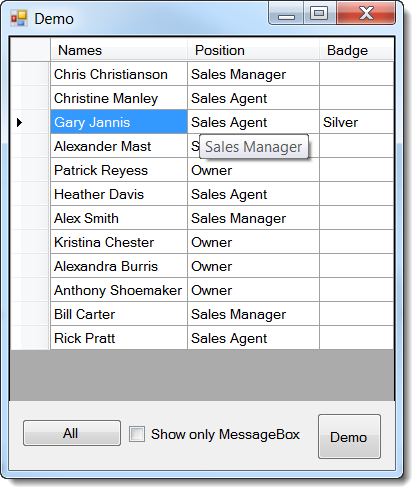 Demo
Names Position Badge
Chris Christianson Sales Manager
Christine Manley Sales Agent
Gary Jannis Sales Agent Silver
Alexander Mast S
Sales Manager
Patrick Reyess Owner
Heather Davis Sales Agent
Alex Smith Sales Manager
Kristina Chester Owner
Alexandra Burris Owner
Anthony Shoemaker Owner
Bill Carter Sales Manager
Rick Pratt Sales Agent
All Show only MessageBox Demo